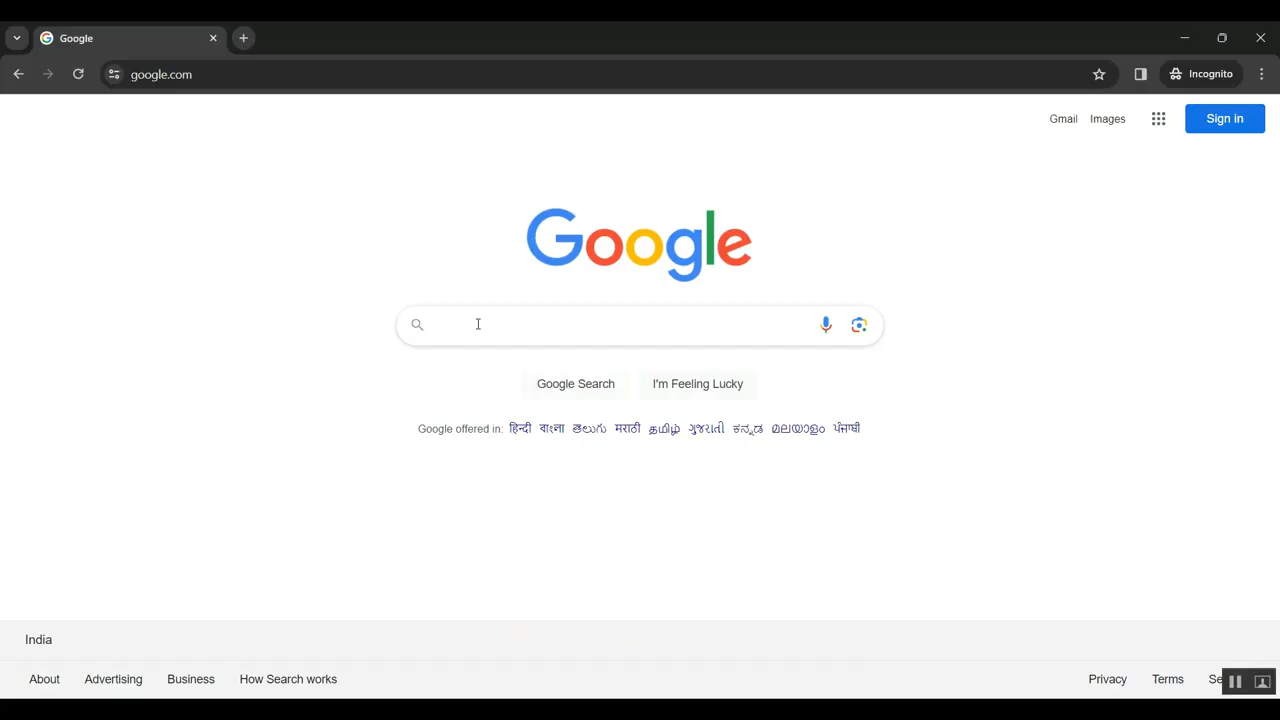 Google
google.com
Incognito
Gmail Images Sign in
Google
Google Search I'm Feeling Lucky
Google offered in: हिन्दी বাংলা తెలుగు मराठी தமிழ் ગુજરાતી ಕನ್ನಡ മലയാളം ਪੰਜਾਬੀ
India
About Advertising Business How Search works Privacy Terms Se